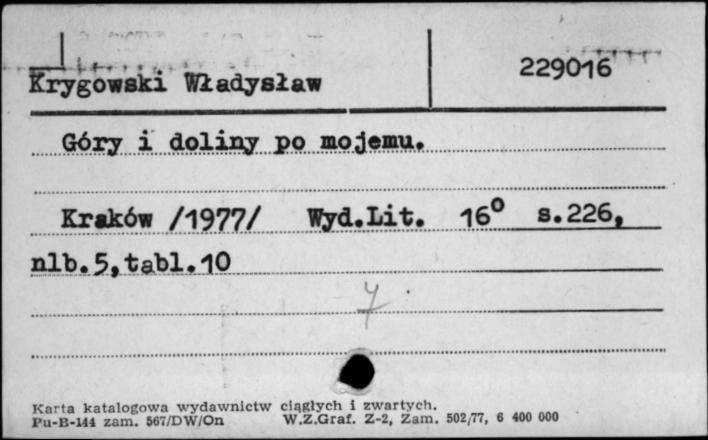 Krygowski Władysław 229016
Góry i doliny po mojemu.
Kraków /1977/ Wyd.Lit. 16° s.226,
nlb.5,tabl.10
Karta katalogowa wydawnictw ciągłych i zwartych.
Pu-B-144 zam. 567/DW/On W.Z.Graf. Z-2, Zam. 502/77, 6 400 000